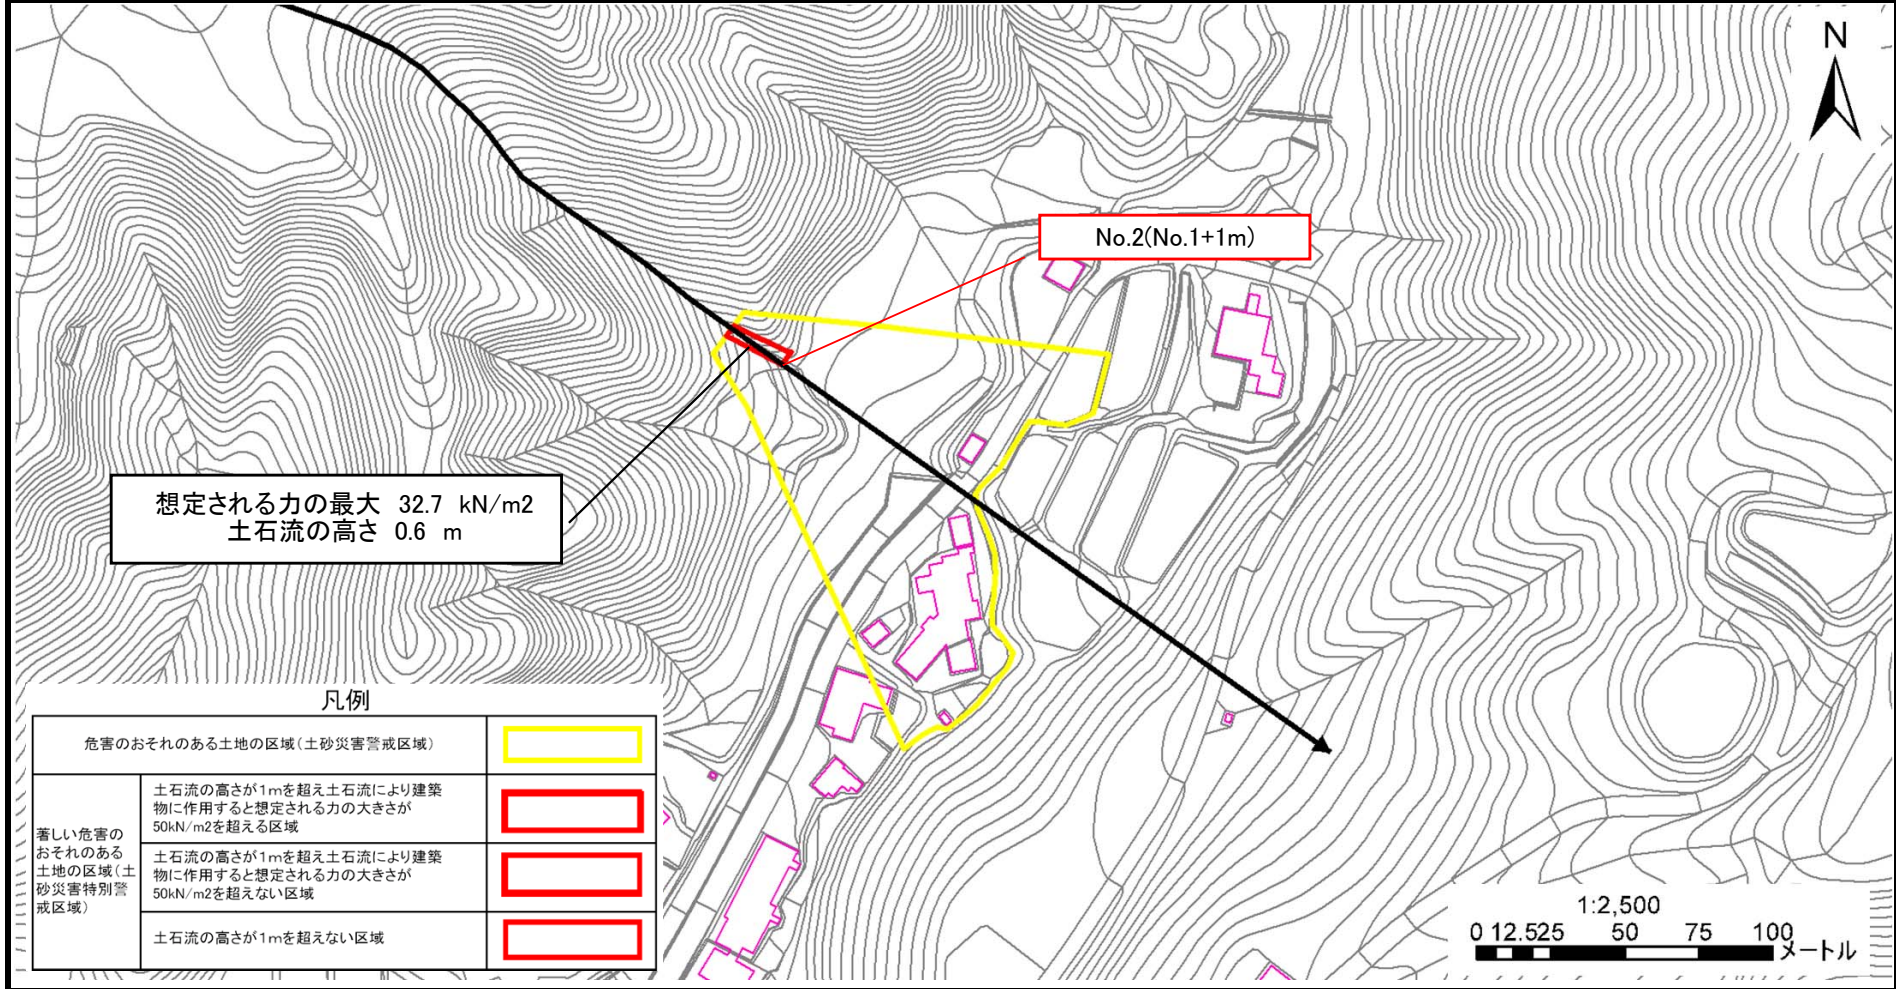 N
No.2(No.1+1m)
想定される力の最大 32.7 kN/m2
土石流の高さ 0.6 m
凡例
危害のおそれのある土地の区域(土砂災害警戒区域)
著しい危害の
おそれのある
土地の区域(土
砂災害特別警
戒区域)
土石流の高さが1mを超え土石流により建築
物に作用すると想定される力の大きさが
50kN/m2を超える区域
土石流の高さが1mを超え土石流により建築
物に作用すると想定される力の大きさが
50kN/m2を超えない区域
土石流の高さが1mを超えない区域
1:2,500
0 12.525 50 75 100
メートル